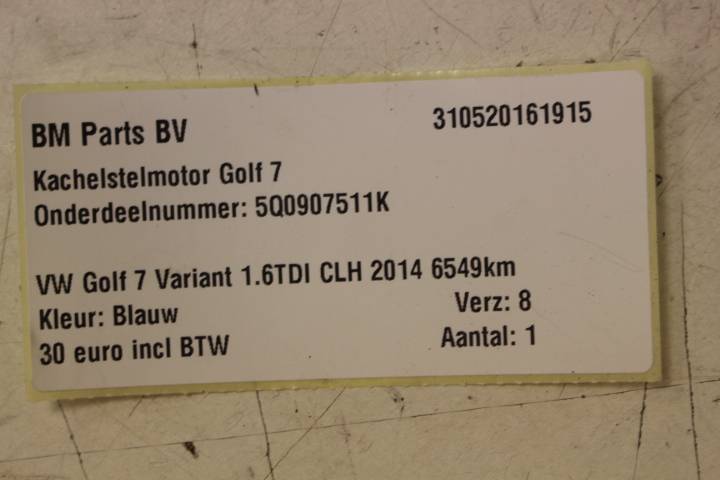 BM Parts BV 310520161915
Kachelstelmotor Golf 7
Onderdeelnummer: 5Q0907511K
VW Golf 7 Variant 1.6TDI CLH 2014 6549km
Kleur: Blauw Verz: 8
30 euro incl BTW Aantal: 1